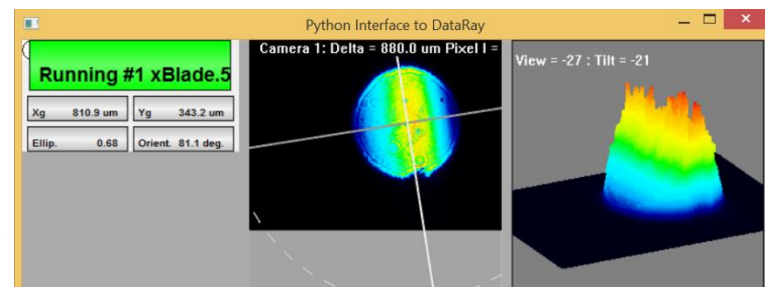 Python Interface to DataRay
Running #1 xBlade.5
Xg 810.9 um Yg 343.2 um
Ellip. 0.68 Orient. 81.1 deg.
Camera 1: Delta = 880.0 um Pixel I =
View = -27 : Tilt = -21